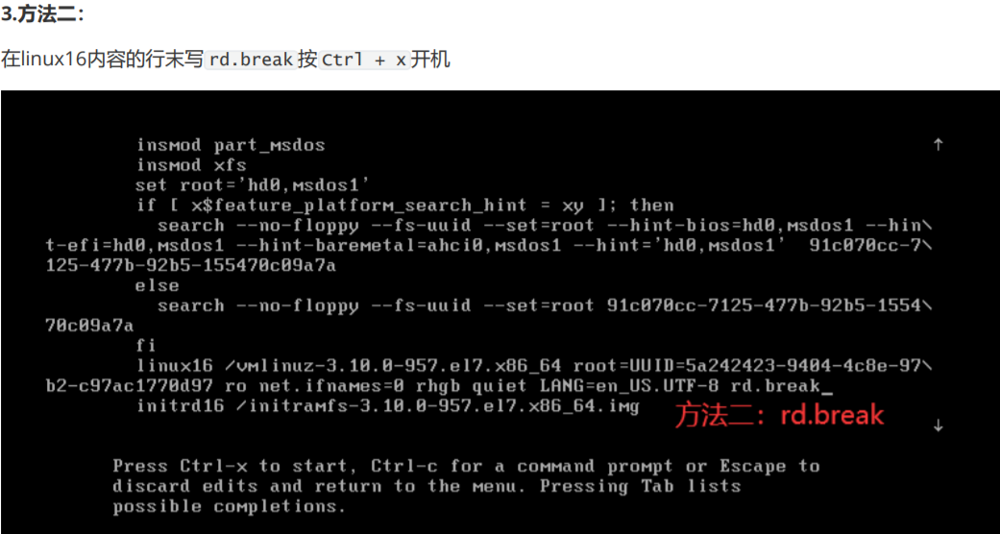 3.方法二：
在linux16内容的行末写 rd.break 按 Ctrl + x 开机
insmod part_msdos
insmod xfs
set root='hd0,msdos1'
if [ x$feature_platform_search_hint = xy ]; then
search --no-floppy --fs-uuid --set=root --hint-bios=hd0,msdos1 --hin\
t-efi=hd0,msdos1 --hint-baremetal=ahci0,msdos1 --hint='hd0,msdos1'  91c070cc-7\
125-477b-92b5-155470c09a7a
else
search --no-floppy --fs-uuid --set=root 91c070cc-7125-477b-92b5-1554\
70c09a7a
fi
linux16 /vmlinuz-3.10.0-957.el7.x86_64 root=UUID=5a242423-9404-4c8e-97\
b2-c97ac1770d97 ro net.ifnames=0 rhgb quiet LANG=en_US.UTF-8 rd.break_
initrd16 /initramfs-3.10.0-957.el7.x86_64.img
方法二：rd.break
Press Ctrl-x to start, Ctrl-c for a command prompt or Escape to
discard edits and return to the menu. Pressing Tab lists
possible completions.